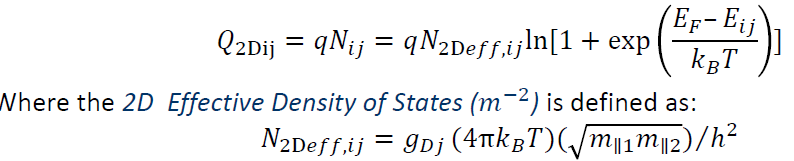 Q_{2Dij} = qN_{ij} = qN_{2Deff,ij} ln[1 + exp((E_F − E_{ij}) / (k_B T))]
Where the 2D Effective Density of States (m^{−2}) is defined as:
N_{2Deff,ij} = g_{Dj} (4πk_B T)(√(m_{∥1} m_{∥2}))/h^2